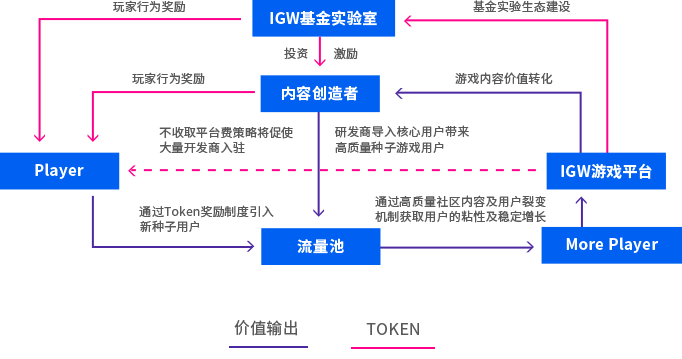 玩家行为奖励
IGW基金实验室
基金实验生态建设
投资
激励
玩家行为奖励
内容创造者
游戏内容价值转化
不收取平台费策略将促使
大量开发商入驻
研发商导入核心用户带来
高质量种子游戏用户
Player
IGW游戏平台
通过Token奖励制度引入
新种子用户
通过高质量社区内容及用户裂变
机制获取用户的粘性及稳定增长
流量池
More Player
价值输出
TOKEN